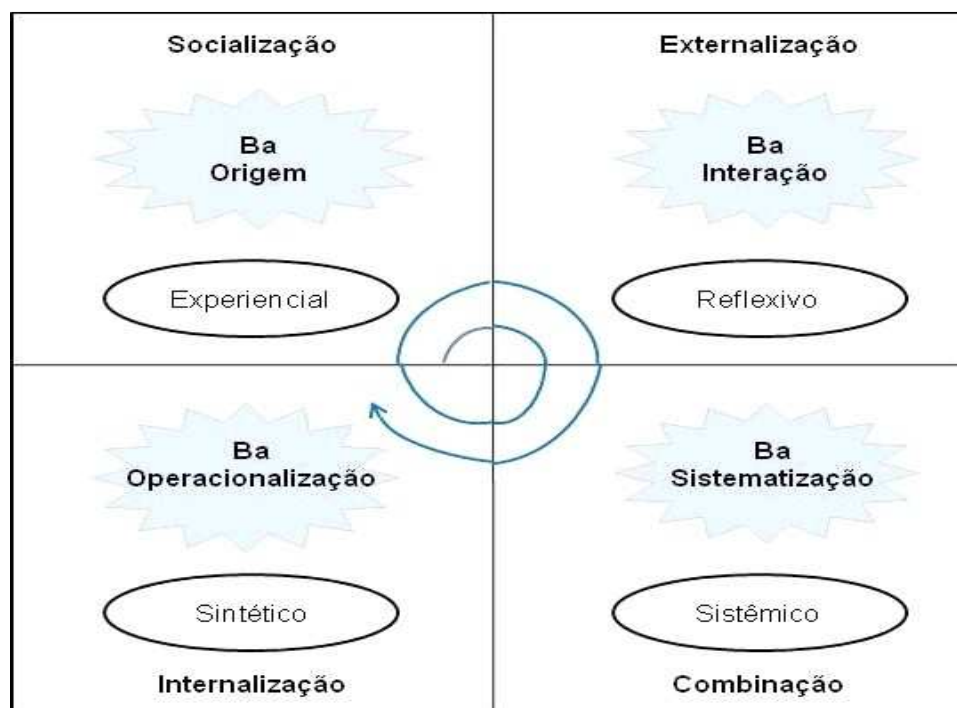 Socialização
Externalização
Ba
Origem
Ba
Interação
Experiencial
Reflexivo
Ba
Operacionalização
Ba
Sistematização
Sintético
Sistêmico
Internalização
Combinação